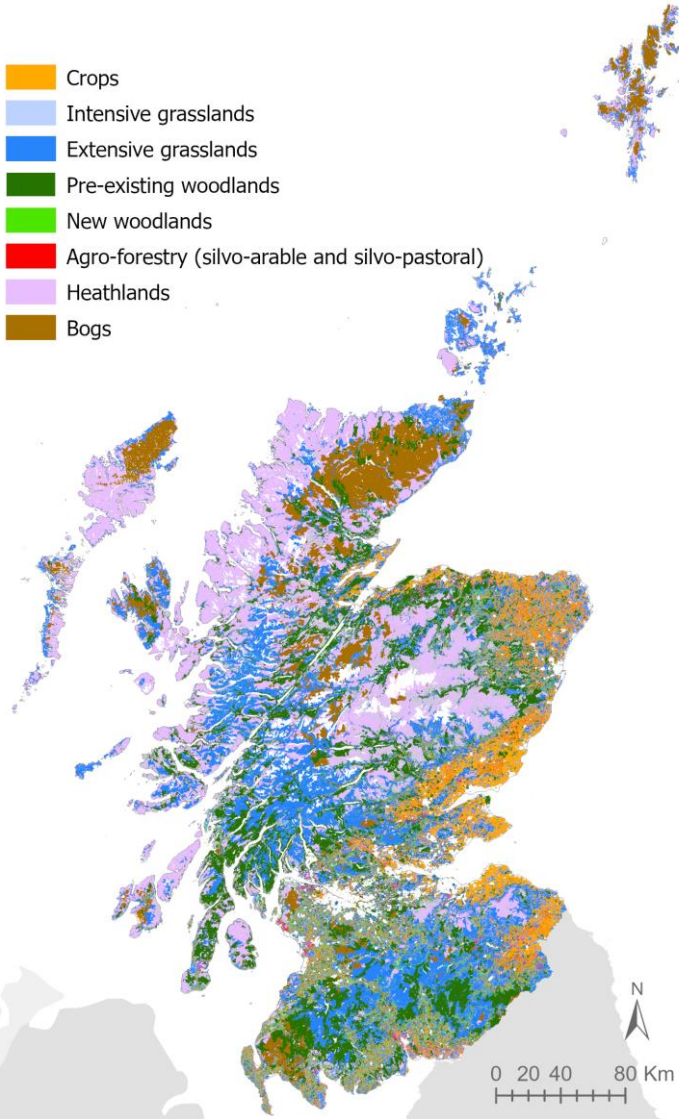 Crops
Intensive grasslands
Extensive grasslands
Pre-existing woodlands
New woodlands
Agro-forestry (silvo-arable and silvo-pastoral)
Heathlands
Bogs
N
0 20 40 80 Km